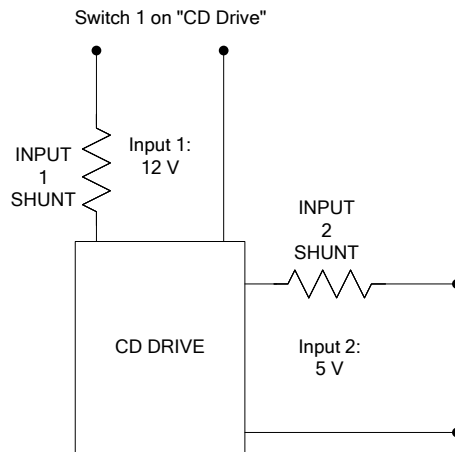 Switch 1 on "CD Drive"
INPUT
1
SHUNT
Input 1:
12 V
INPUT
2
SHUNT
CD DRIVE
Input 2:
5 V